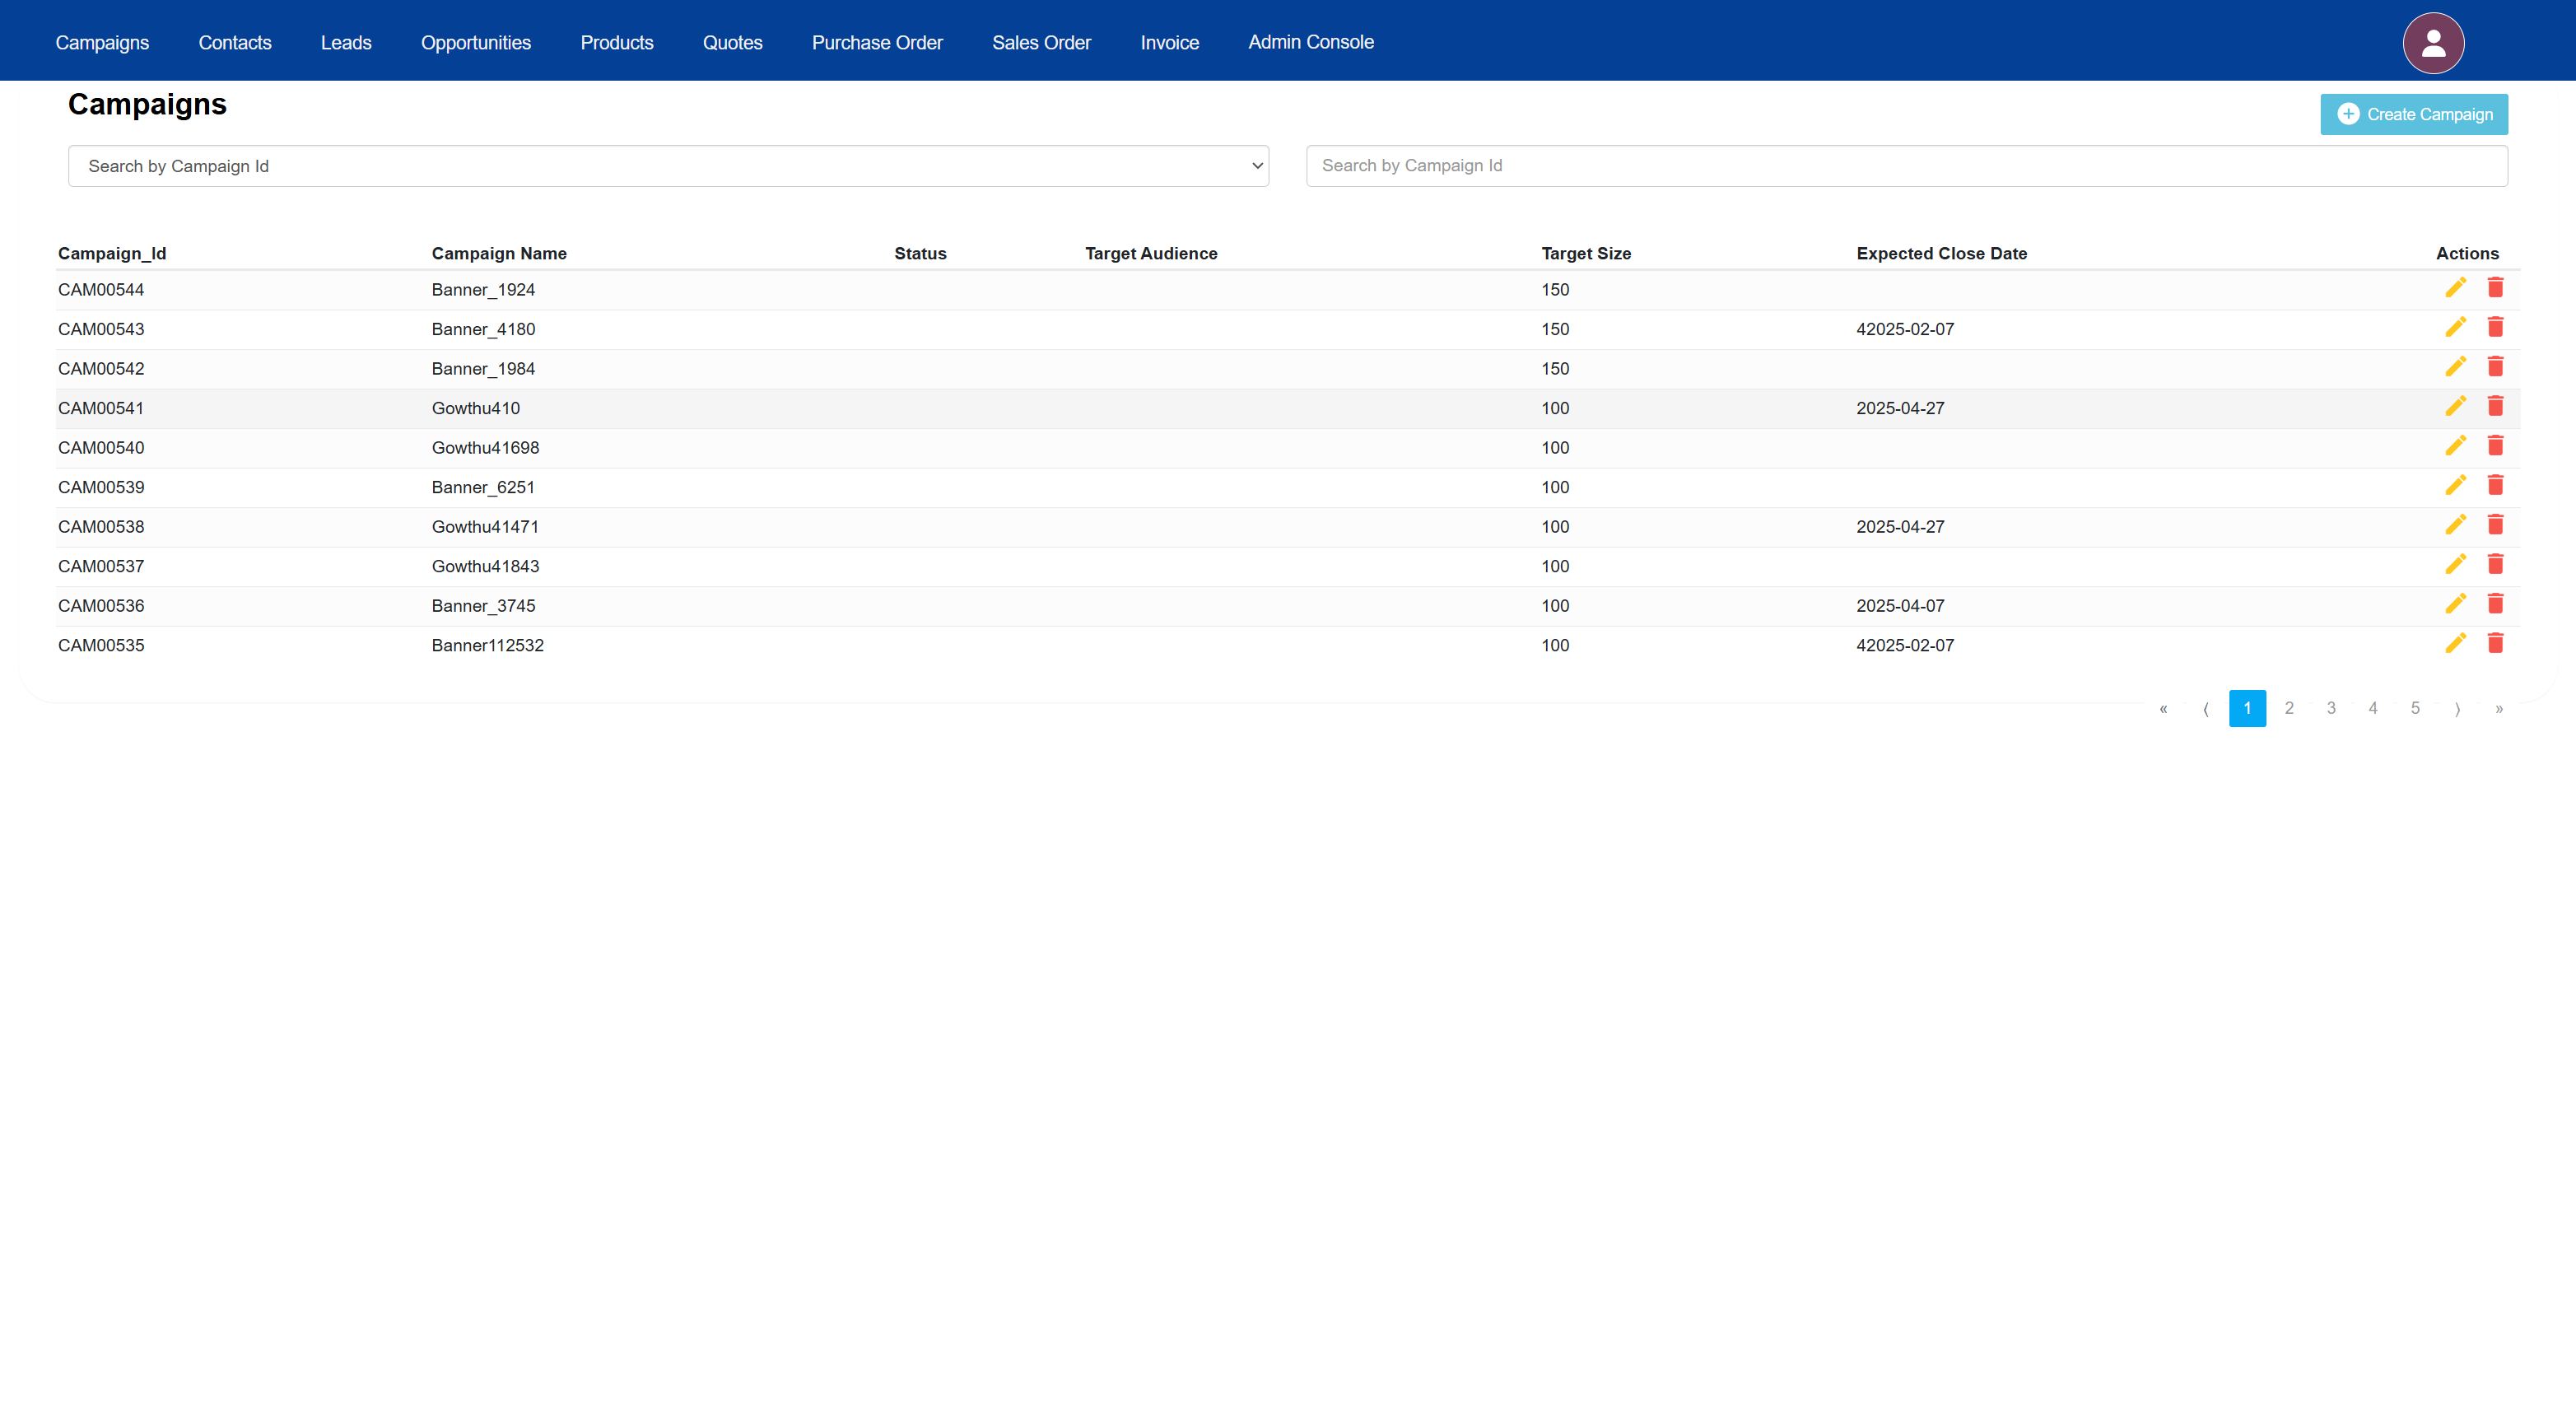 Campaigns Contacts Leads Opportunities Products Quotes Purchase Order Sales Order Invoice Admin Console
Campaigns
Create Campaign
Search by Campaign Id Search by Campaign Id
Campaign_Id Campaign Name Status Target Audience Target Size Expected Close Date Actions
CAM00544 Banner_1924 150
CAM00543 Banner_4180 150 42025-02-07
CAM00542 Banner_1984 150
CAM00541 Gowthu410 100 2025-04-27
CAM00540 Gowthu41698 100
CAM00539 Banner_6251 100
CAM00538 Gowthu41471 100 2025-04-27
CAM00537 Gowthu41843 100
CAM00536 Banner_3745 100 2025-04-07
CAM00535 Banner112532 100 42025-02-07
« ⟨ 1 2 3 4 5 ⟩ »